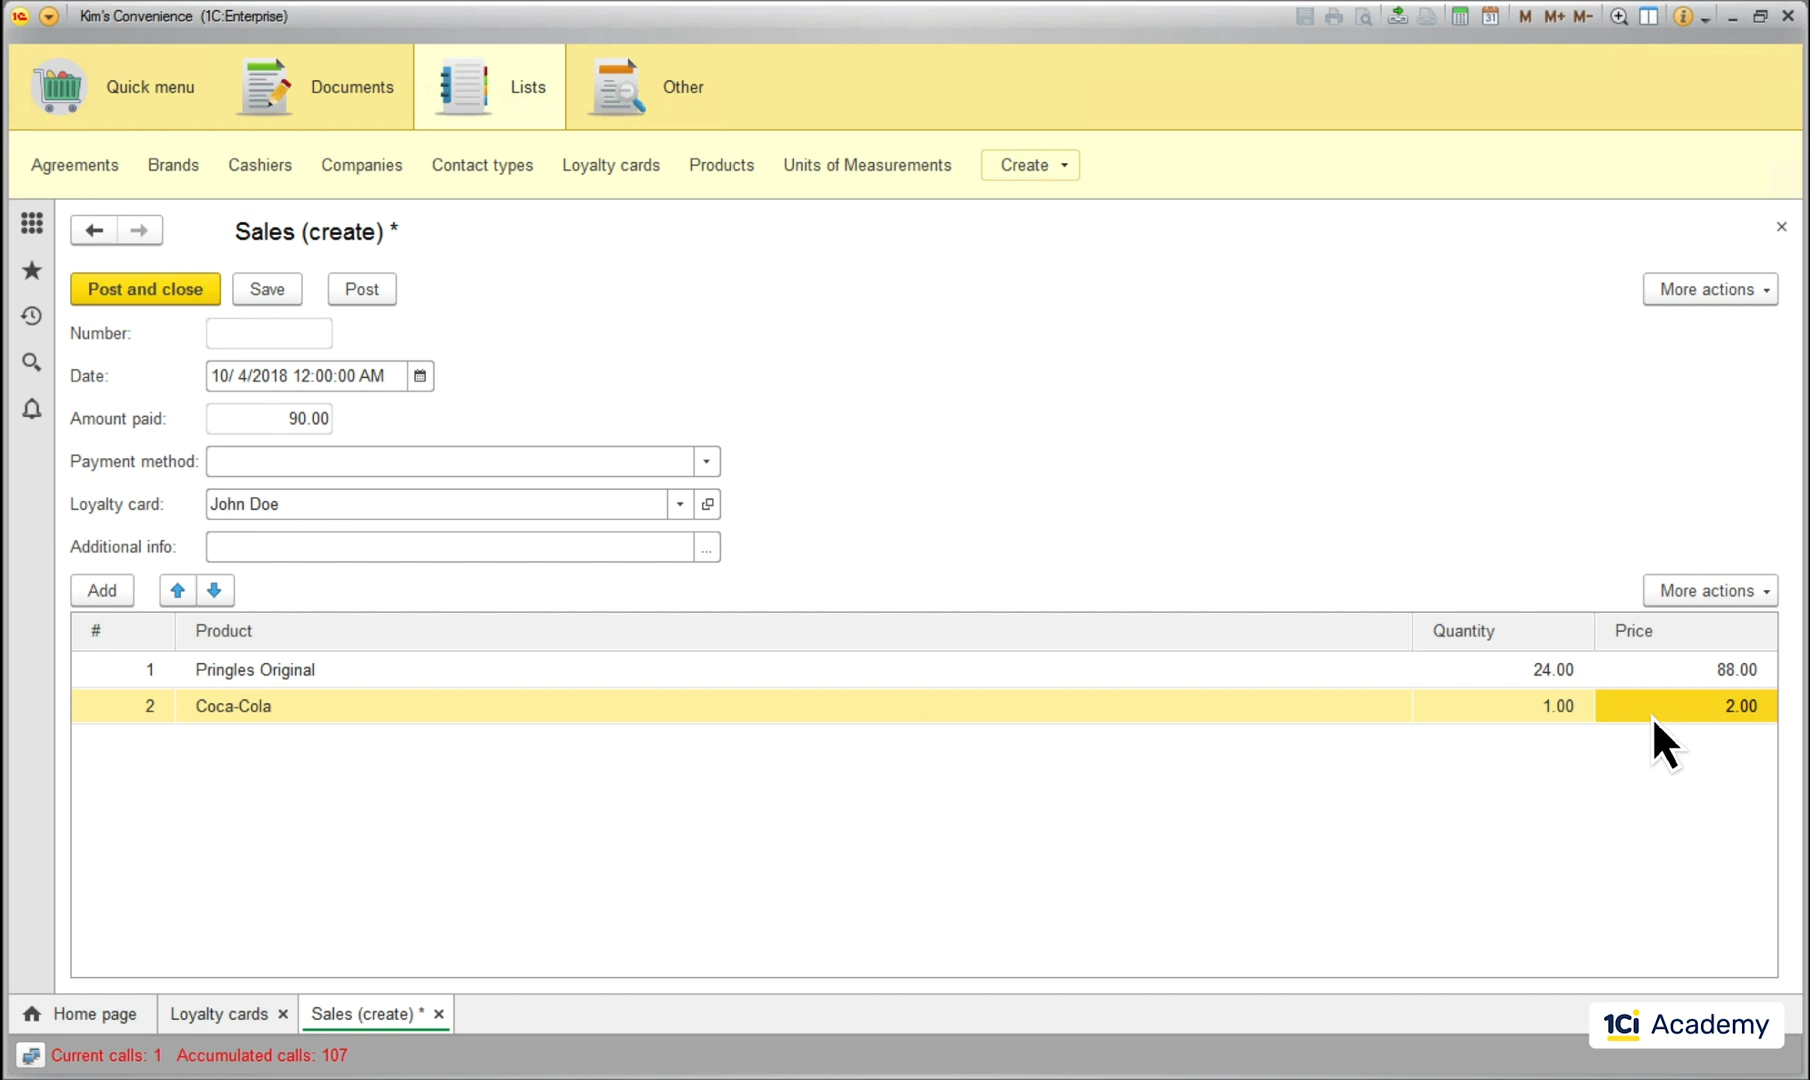 Kim's Convenience (1C:Enterprise)
31 M M+ M- i
Quick menu Documents Lists Other
Agreements Brands Cashiers Companies Contact types Loyalty cards Products Units of Measurements Create
Sales (create) *
Post and close Save Post More actions
Number:
Date: 10/ 4/2018 12:00:00 AM
Amount paid: 90.00
Payment method:
Loyalty card: John Doe
Additional info: ...
Add More actions
# Product Quantity Price
1 Pringles Original 24.00 88.00
2 Coca-Cola 1.00 2.00
Home page Loyalty cards Sales (create) *
1Ci Academy
Current calls: 1 Accumulated calls: 107